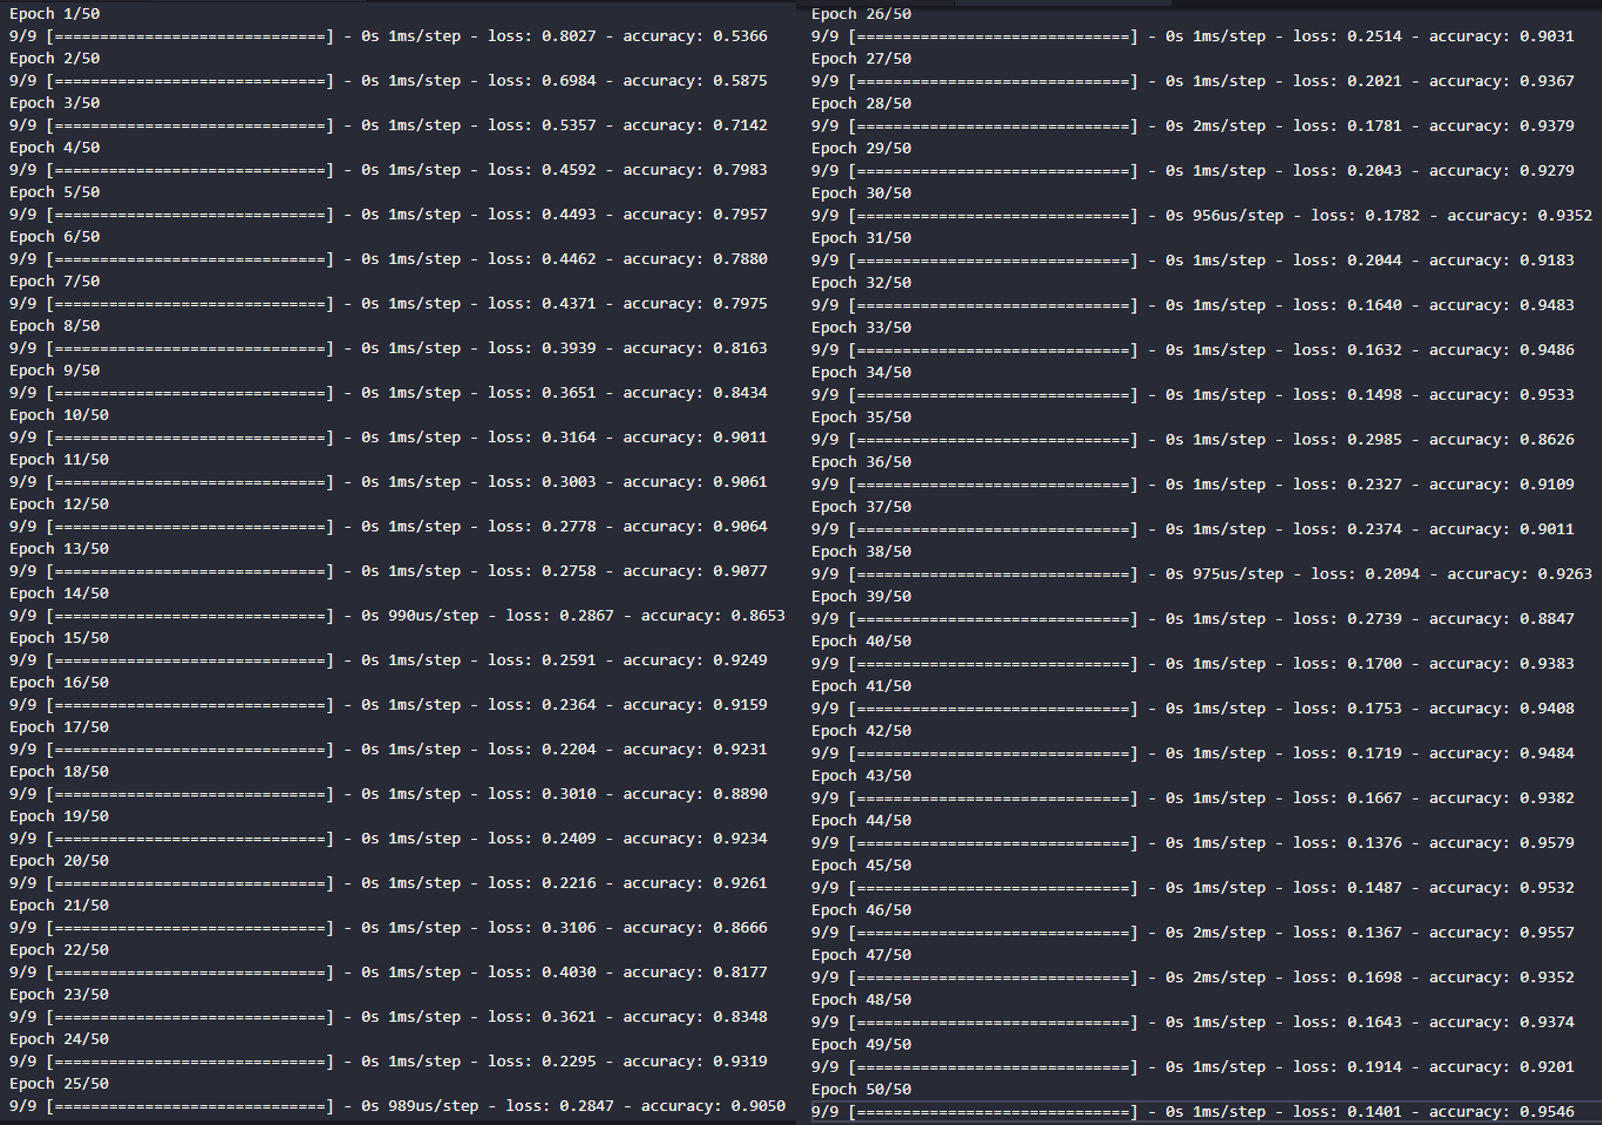 Epoch 1/50
9/9 [==============================] - 0s 1ms/step - loss: 0.8027 - accuracy: 0.5366
Epoch 2/50
9/9 [==============================] - 0s 1ms/step - loss: 0.6984 - accuracy: 0.5875
Epoch 3/50
9/9 [==============================] - 0s 1ms/step - loss: 0.5357 - accuracy: 0.7142
Epoch 4/50
9/9 [==============================] - 0s 1ms/step - loss: 0.4592 - accuracy: 0.7983
Epoch 5/50
9/9 [==============================] - 0s 1ms/step - loss: 0.4493 - accuracy: 0.7957
Epoch 6/50
9/9 [==============================] - 0s 1ms/step - loss: 0.4462 - accuracy: 0.7880
Epoch 7/50
9/9 [==============================] - 0s 1ms/step - loss: 0.4371 - accuracy: 0.7975
Epoch 8/50
9/9 [==============================] - 0s 1ms/step - loss: 0.3939 - accuracy: 0.8163
Epoch 9/50
9/9 [==============================] - 0s 1ms/step - loss: 0.3651 - accuracy: 0.8434
Epoch 10/50
9/9 [==============================] - 0s 1ms/step - loss: 0.3164 - accuracy: 0.9011
Epoch 11/50
9/9 [==============================] - 0s 1ms/step - loss: 0.3003 - accuracy: 0.9061
Epoch 12/50
9/9 [==============================] - 0s 1ms/step - loss: 0.2778 - accuracy: 0.9064
Epoch 13/50
9/9 [==============================] - 0s 1ms/step - loss: 0.2758 - accuracy: 0.9077
Epoch 14/50
9/9 [==============================] - 0s 990us/step - loss: 0.2867 - accuracy: 0.8653
Epoch 15/50
9/9 [==============================] - 0s 1ms/step - loss: 0.2591 - accuracy: 0.9249
Epoch 16/50
9/9 [==============================] - 0s 1ms/step - loss: 0.2364 - accuracy: 0.9159
Epoch 17/50
9/9 [==============================] - 0s 1ms/step - loss: 0.2204 - accuracy: 0.9231
Epoch 18/50
9/9 [==============================] - 0s 1ms/step - loss: 0.3010 - accuracy: 0.8890
Epoch 19/50
9/9 [==============================] - 0s 1ms/step - loss: 0.2409 - accuracy: 0.9234
Epoch 20/50
9/9 [==============================] - 0s 1ms/step - loss: 0.2216 - accuracy: 0.9261
Epoch 21/50
9/9 [==============================] - 0s 1ms/step - loss: 0.3106 - accuracy: 0.8666
Epoch 22/50
9/9 [==============================] - 0s 1ms/step - loss: 0.4030 - accuracy: 0.8177
Epoch 23/50
9/9 [==============================] - 0s 1ms/step - loss: 0.3621 - accuracy: 0.8348
Epoch 24/50
9/9 [==============================] - 0s 1ms/step - loss: 0.2295 - accuracy: 0.9319
Epoch 25/50
9/9 [==============================] - 0s 989us/step - loss: 0.2847 - accuracy: 0.9050
Epoch 26/50
9/9 [==============================] - 0s 1ms/step - loss: 0.2514 - accuracy: 0.9031
Epoch 27/50
9/9 [==============================] - 0s 1ms/step - loss: 0.2021 - accuracy: 0.9367
Epoch 28/50
9/9 [==============================] - 0s 2ms/step - loss: 0.1781 - accuracy: 0.9379
Epoch 29/50
9/9 [==============================] - 0s 1ms/step - loss: 0.2043 - accuracy: 0.9279
Epoch 30/50
9/9 [==============================] - 0s 956us/step - loss: 0.1782 - accuracy: 0.9352
Epoch 31/50
9/9 [==============================] - 0s 1ms/step - loss: 0.2044 - accuracy: 0.9183
Epoch 32/50
9/9 [==============================] - 0s 1ms/step - loss: 0.1640 - accuracy: 0.9483
Epoch 33/50
9/9 [==============================] - 0s 1ms/step - loss: 0.1632 - accuracy: 0.9486
Epoch 34/50
9/9 [==============================] - 0s 1ms/step - loss: 0.1498 - accuracy: 0.9533
Epoch 35/50
9/9 [==============================] - 0s 1ms/step - loss: 0.2985 - accuracy: 0.8626
Epoch 36/50
9/9 [==============================] - 0s 1ms/step - loss: 0.2327 - accuracy: 0.9109
Epoch 37/50
9/9 [==============================] - 0s 1ms/step - loss: 0.2374 - accuracy: 0.9011
Epoch 38/50
9/9 [==============================] - 0s 975us/step - loss: 0.2094 - accuracy: 0.9263
Epoch 39/50
9/9 [==============================] - 0s 1ms/step - loss: 0.2739 - accuracy: 0.8847
Epoch 40/50
9/9 [==============================] - 0s 1ms/step - loss: 0.1700 - accuracy: 0.9383
Epoch 41/50
9/9 [==============================] - 0s 1ms/step - loss: 0.1753 - accuracy: 0.9408
Epoch 42/50
9/9 [==============================] - 0s 1ms/step - loss: 0.1719 - accuracy: 0.9484
Epoch 43/50
9/9 [==============================] - 0s 1ms/step - loss: 0.1667 - accuracy: 0.9382
Epoch 44/50
9/9 [==============================] - 0s 1ms/step - loss: 0.1376 - accuracy: 0.9579
Epoch 45/50
9/9 [==============================] - 0s 1ms/step - loss: 0.1487 - accuracy: 0.9532
Epoch 46/50
9/9 [==============================] - 0s 2ms/step - loss: 0.1367 - accuracy: 0.9557
Epoch 47/50
9/9 [==============================] - 0s 2ms/step - loss: 0.1698 - accuracy: 0.9352
Epoch 48/50
9/9 [==============================] - 0s 1ms/step - loss: 0.1643 - accuracy: 0.9374
Epoch 49/50
9/9 [==============================] - 0s 1ms/step - loss: 0.1914 - accuracy: 0.9201
Epoch 50/50
9/9 [==============================] - 0s 1ms/step - loss: 0.1401 - accuracy: 0.9546